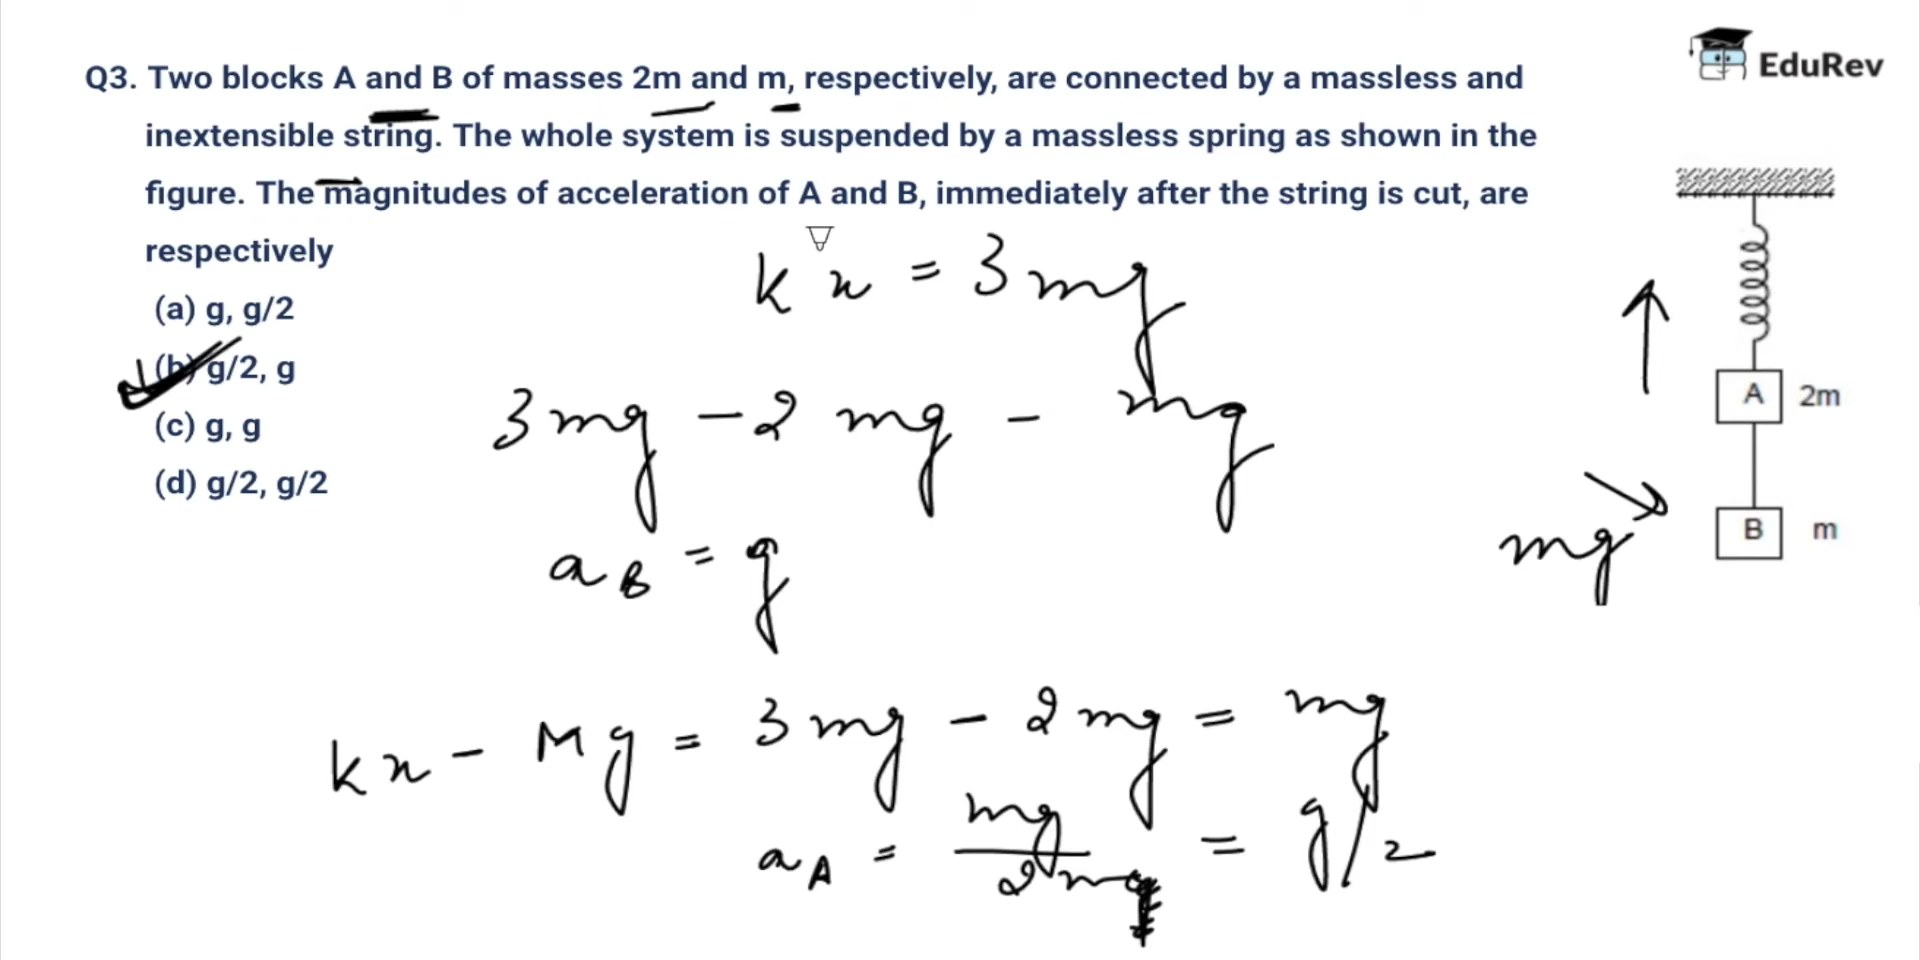 EduRev
Q3. Two blocks A and B of masses 2m and m, respectively, are connected by a massless and
inextensible string. The whole system is suspended by a massless spring as shown in the
figure. The magnitudes of acceleration of A and B, immediately after the string is cut, are
respectively
(a) g, g/2
(b) g/2, g
(c) g, g
(d) g/2, g/2
kx = 3mg
3mg - 2mg - mg
a_B = g
kx - Mg = 3mg - 2mg = mg
a_A = mg/2m = g/2
A 2m
B m
mg